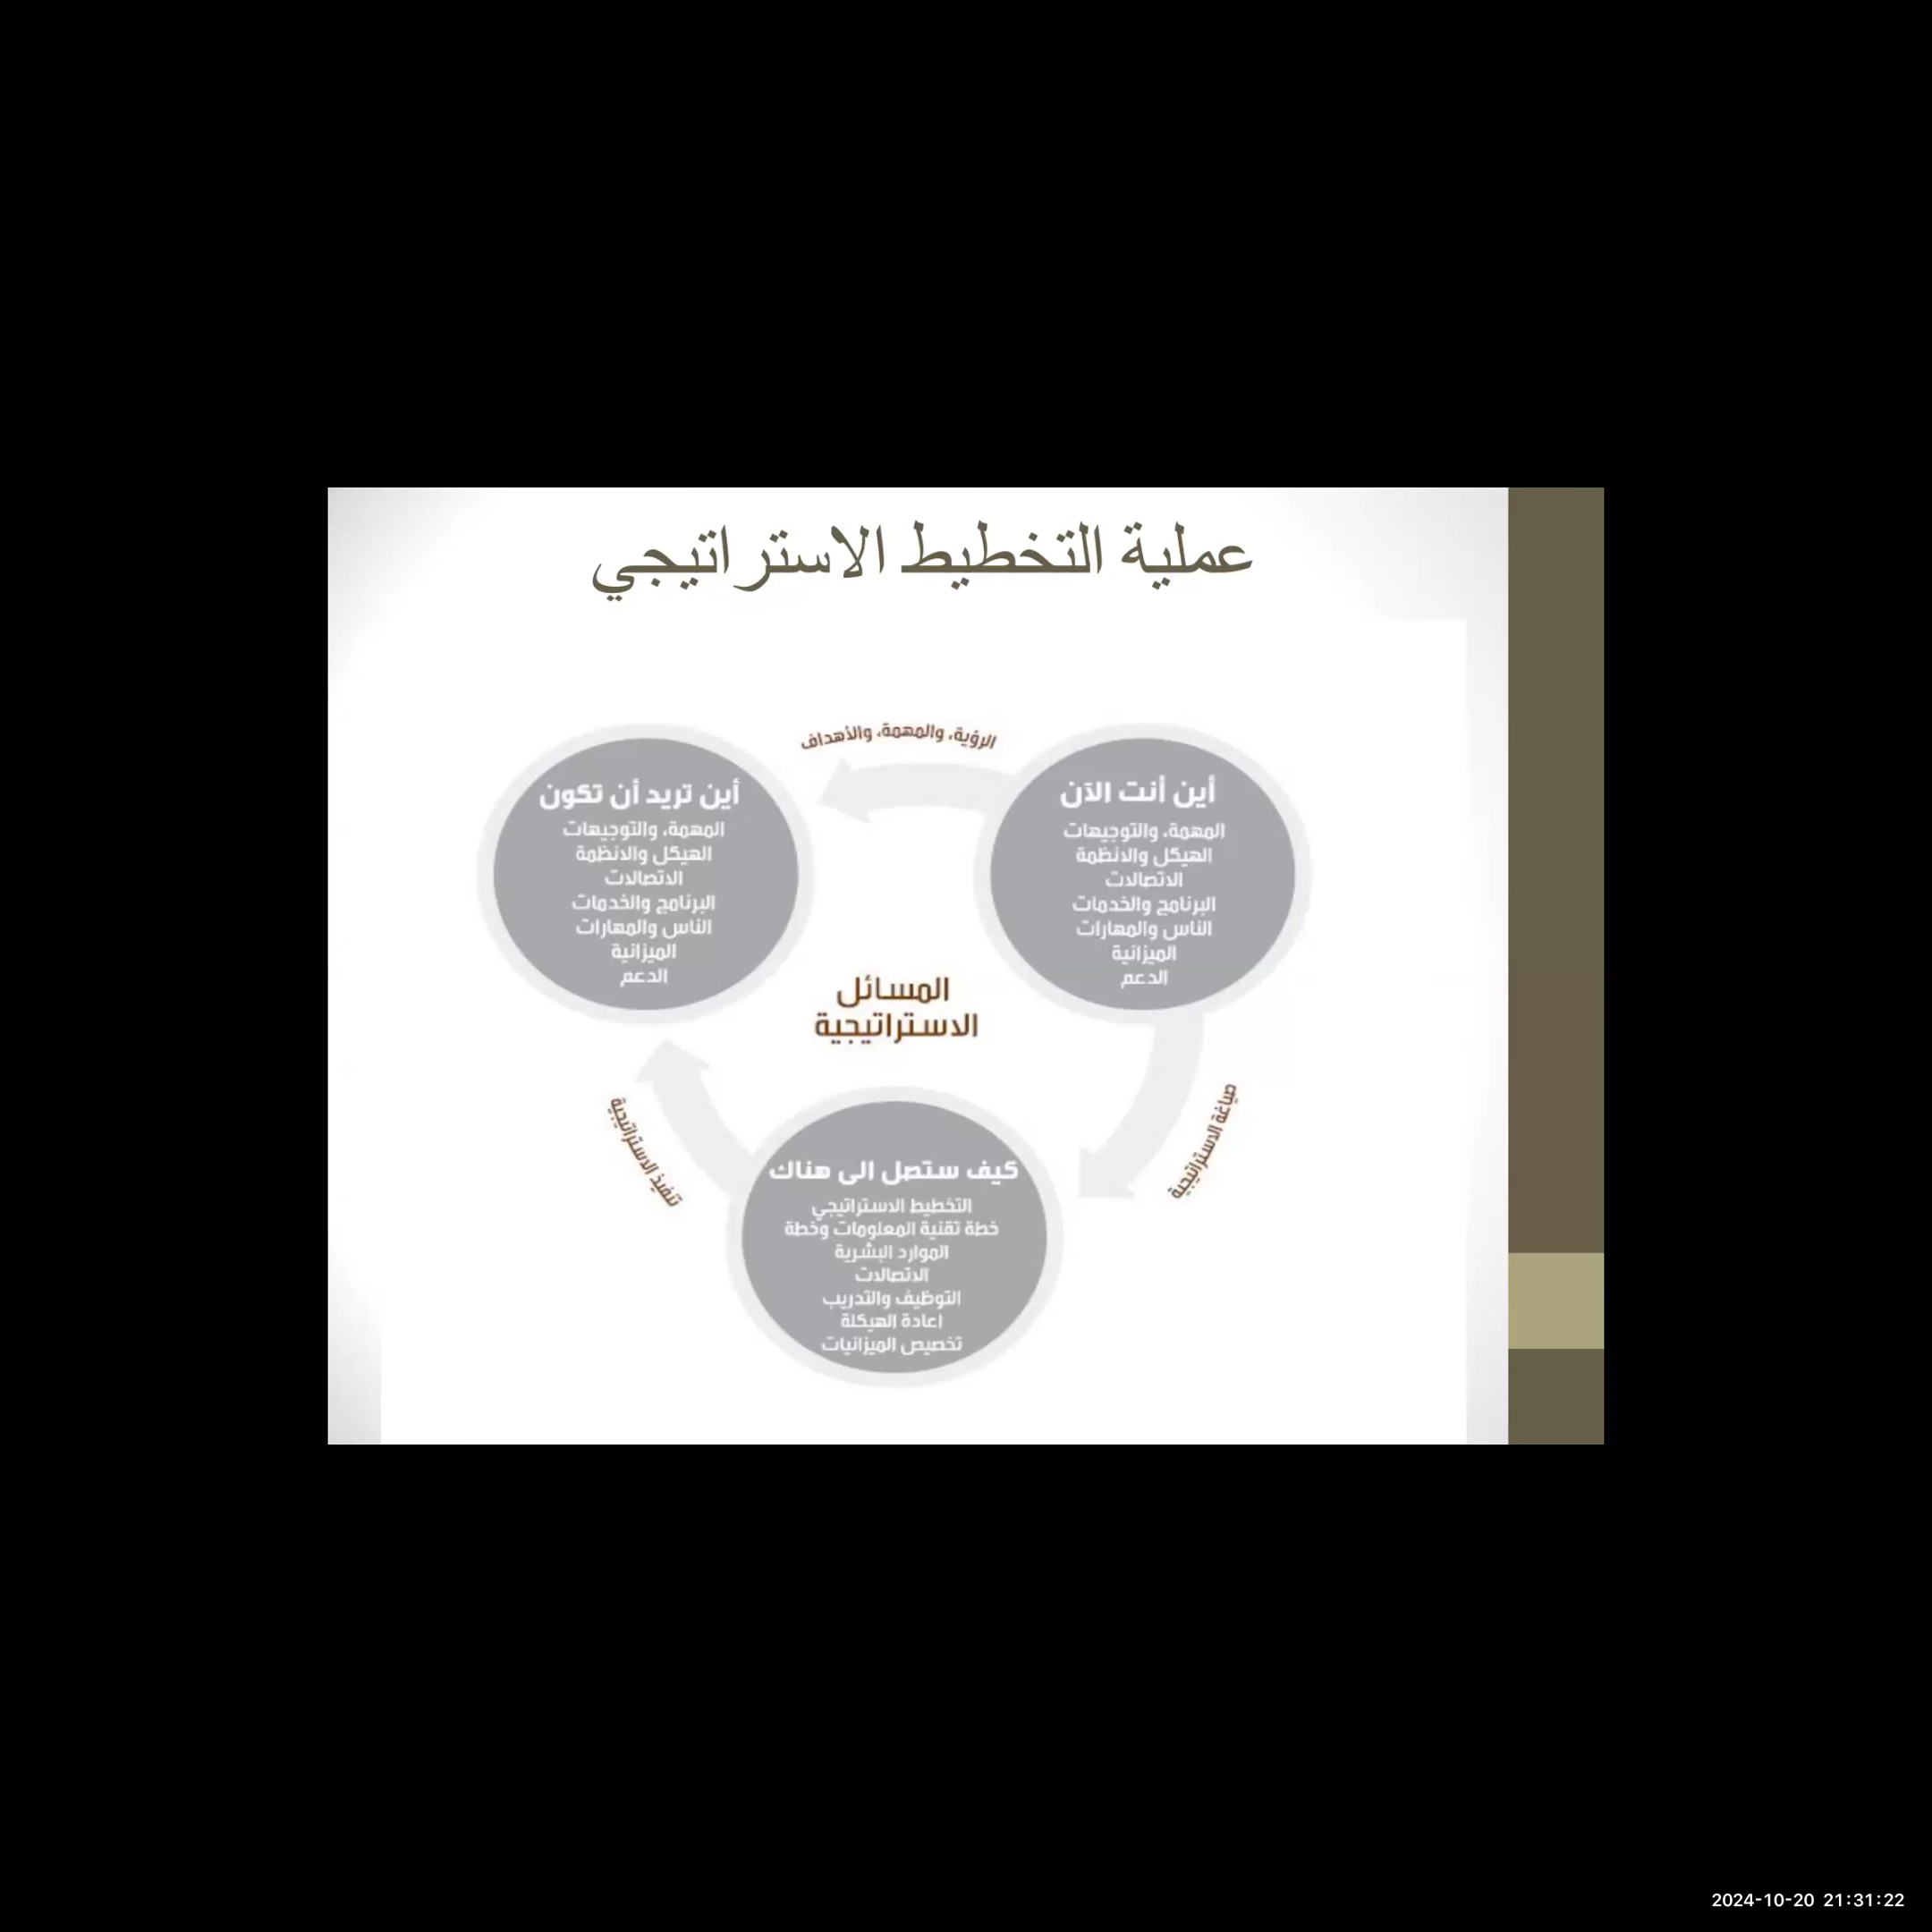 عملية التخطيط الاستراتيجي
الرؤية، والمهمة، والأهداف
أين أنت الآن
المهمة، والتوجيهات
الهيكل والانظمة
الاتصالات
البرنامج والخدمات
الناس والمهارات
الميزانية
الدعم
أين تريد أن تكون
المهمة، والتوجيهات
الهيكل والانظمة
الاتصالات
البرنامج والخدمات
الناس والمهارات
الميزانية
الدعم
المسائل
الاستراتيجية
صياغة الاستراتيجية
تنفيذ الاستراتيجية
كيف ستصل الى هناك
التخطيط الاستراتيجي
خطة تقنية المعلومات وخطة
الموارد البشرية
الاتصالات
التوظيف والتدريب
اعادة الهيكلة
تخصيص الميزانيات
2024-10-20 21:31:22